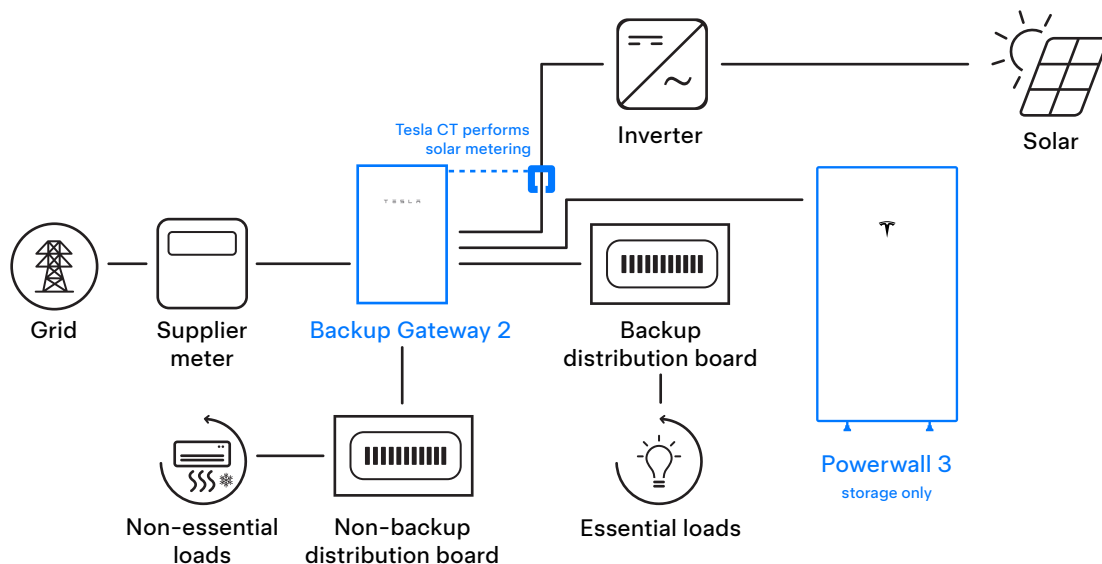 Inverter
Solar
Tesla CT performs
solar metering
TESLA
Grid
Supplier
meter
Backup Gateway 2
Backup
distribution board
Powerwall 3
storage only
Non-essential
loads
Non-backup
distribution board
Essential loads